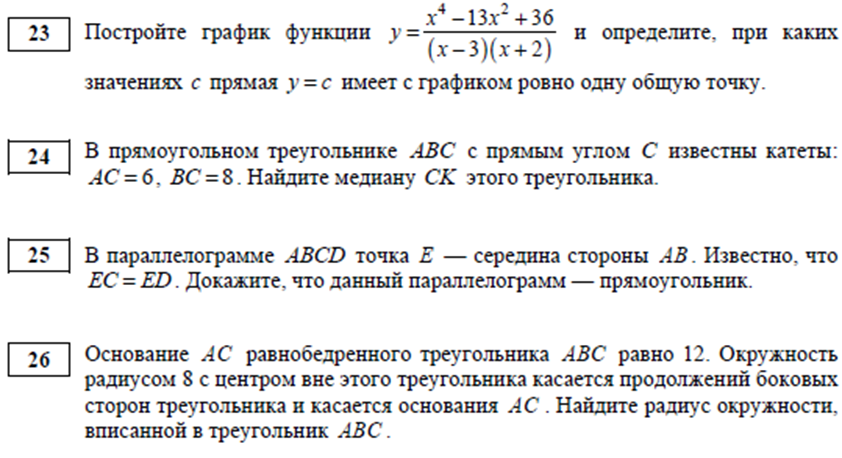 23 Постройте график функции y = (x⁴ − 13x² + 36) / ((x − 3)(x + 2)) и определите, при каких
значениях c прямая y = c имеет с графиком ровно одну общую точку.
24 В прямоугольном треугольнике ABC с прямым углом C известны катеты:
AC = 6, BC = 8. Найдите медиану CK этого треугольника.
25 В параллелограмме ABCD точка E — середина стороны AB. Известно, что
EC = ED. Докажите, что данный параллелограмм — прямоугольник.
26 Основание AC равнобедренного треугольника ABC равно 12. Окружность
радиусом 8 с центром вне этого треугольника касается продолжений боковых
сторон треугольника и касается основания AC. Найдите радиус окружности,
вписанной в треугольник ABC.